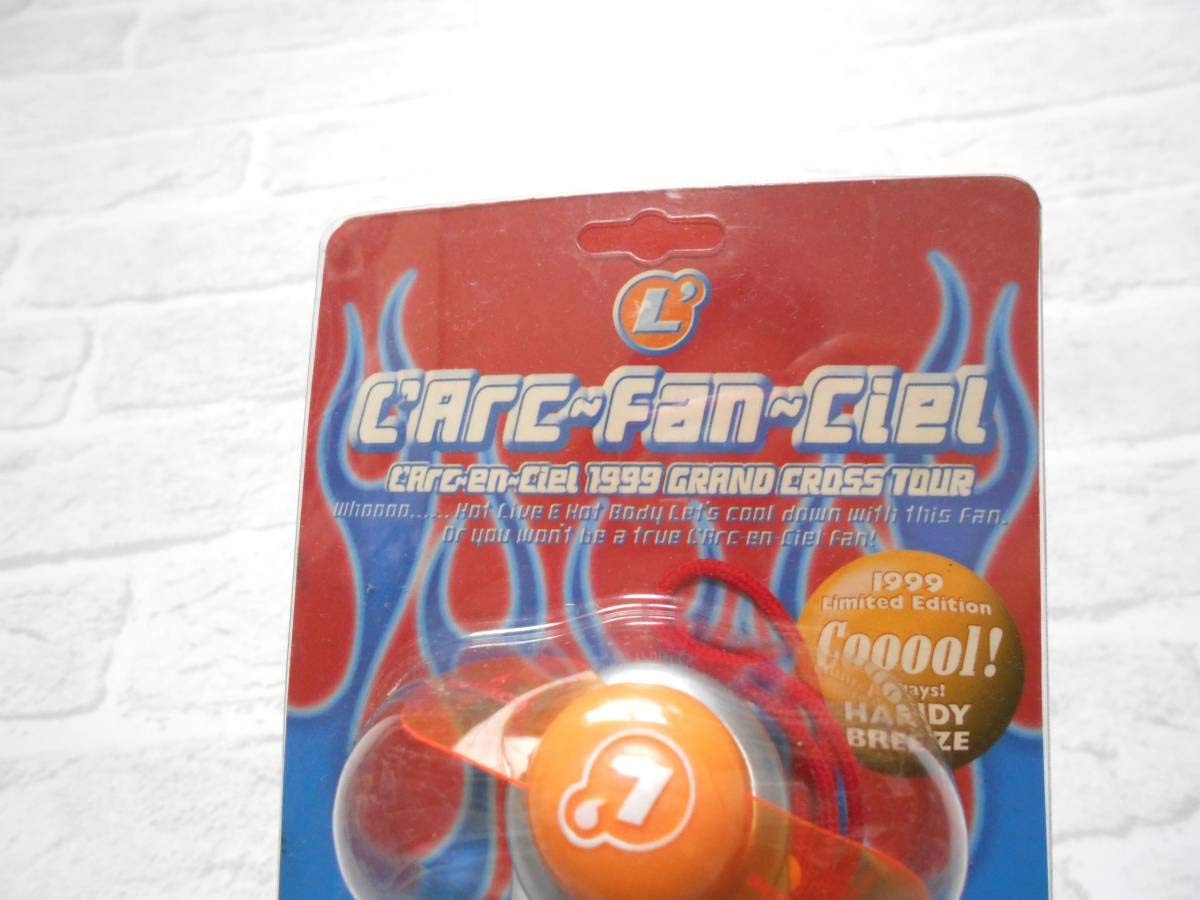 L'
L'Arc~Fan~Ciel
L'Arc~en~Ciel 1999 GRAND CROSS TOUR
Whoooo...... Hot Live & Hot Body Let's cool down with this fan.
Or you won't be a true L'Arc-en-Ciel fan!
1999
Limited Edition
Cooool!
HANDY
BREEZE
L'